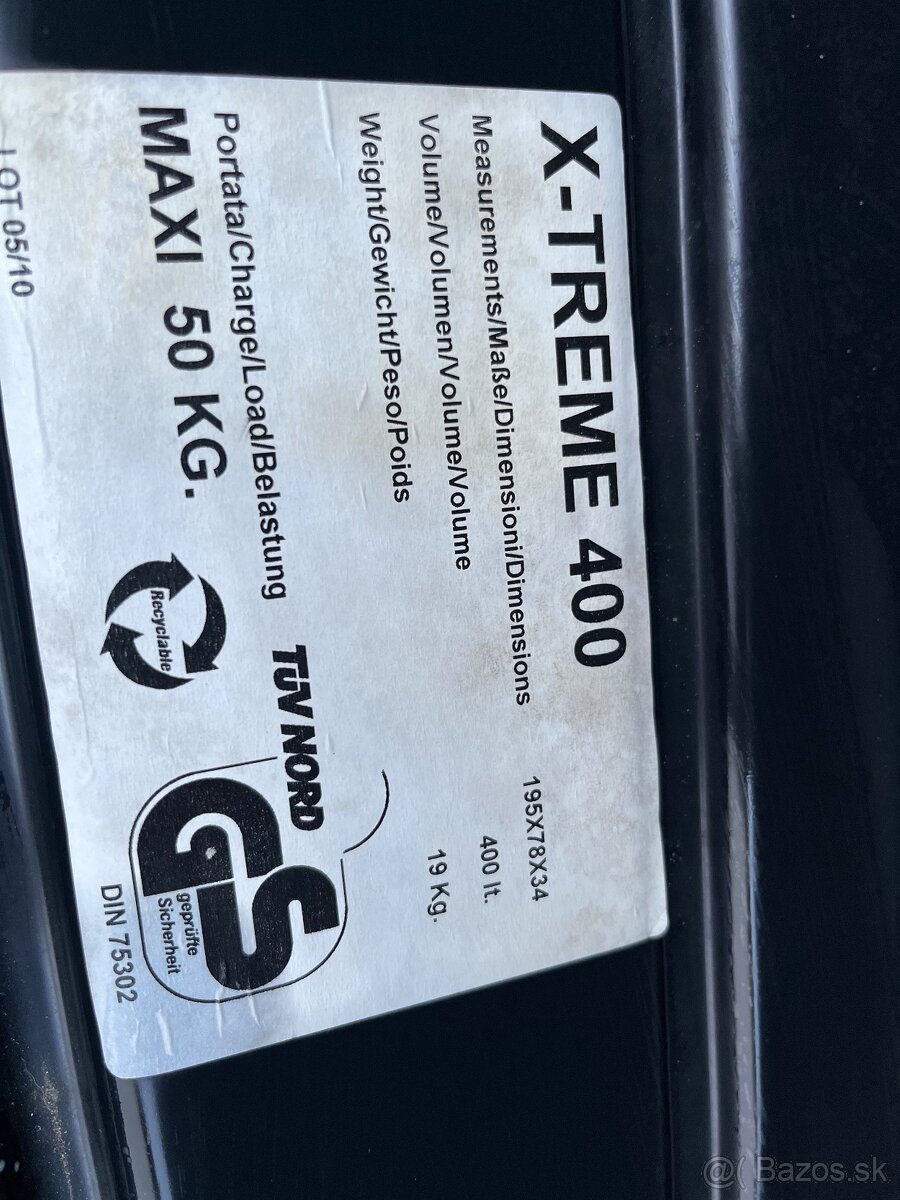 X-TREME 400
Measurements/Maße/Dimensioni/Dimensions 195X78X34
Volume/Volumen/Volume/Volume 400 lt.
Weight/Gewicht/Peso/Poids 19 Kg.
Portata/Charge/Load/Belastung
MAXI 50 KG.
Recyclable
TÜV NORD
GS
geprüfte
Sicherheit
DIN 75302
LOT 05/10
@( Bazos.sk